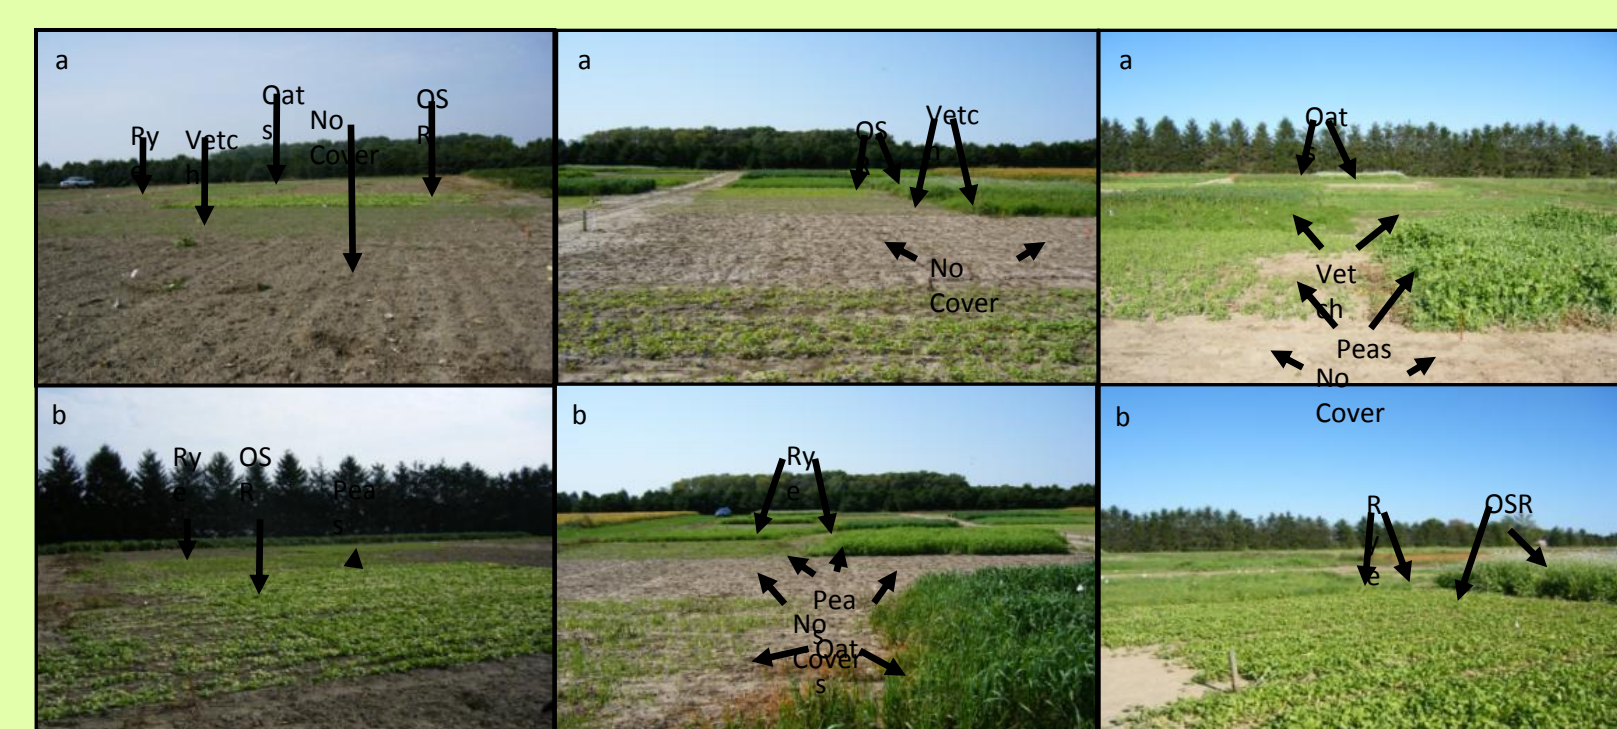 a
Oat
s
OS
R
No
Cover
Ry
e
Vetc
h
a
Vetc
h
OS
No
Cover
a
Oat
s
Vet
ch
Peas
No
Cover
b
Ry
e
OS
R
Pea
s
b
Ry
e
Pea
s
No
Cover
Oat
s
b
R
y
e
OSR